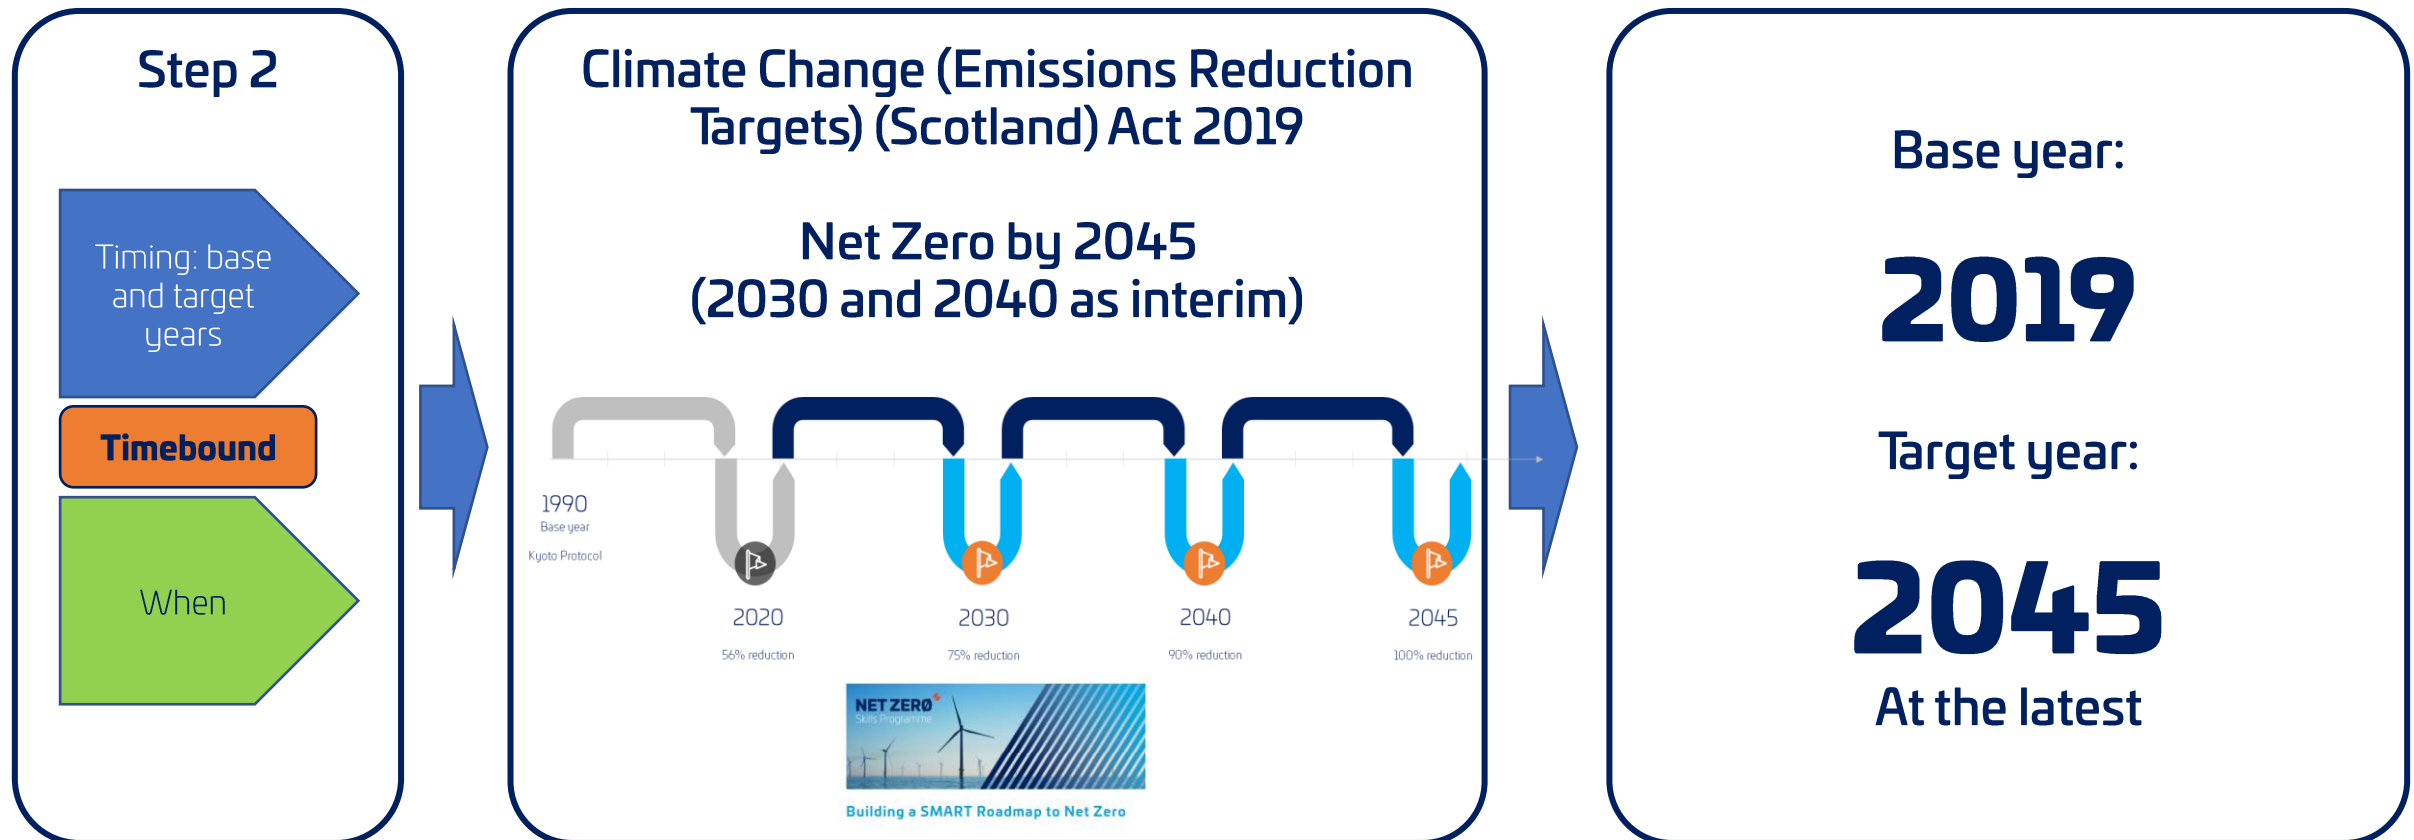 Step 2
Timing: base
and target
years
Timebound
When
Climate Change (Emissions Reduction
Targets) (Scotland) Act 2019
Net Zero by 2045
(2030 and 2040 as interim)
1990
Base year
Kyoto Protocol
2020
56% reduction
2030
75% reduction
2040
90% reduction
2045
100% reduction
NET ZERØ
Skills Programme
Building a SMART Roadmap to Net Zero
Base year:
2019
Target year:
2045
At the latest